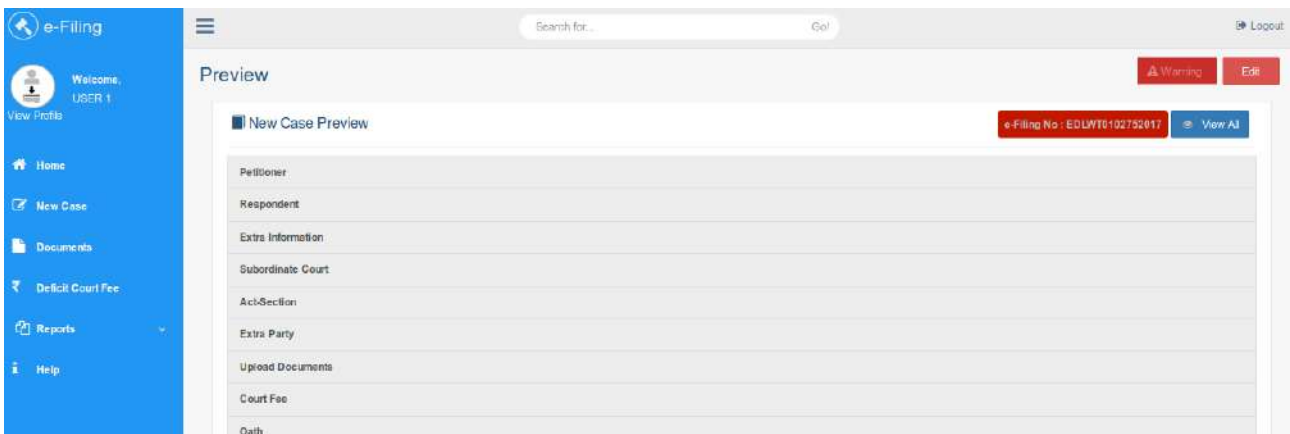 e-Filing
Search for...
Go!
Logout
Welcome,
USER 1
View Profile
Preview
Warning
Edit
New Case Preview
e-Filing No : EDLWT0102752017
View All
Home
New Case
Documents
Deficit Court Fee
Reports
Help
Petitioner
Respondent
Extra Information
Subordinate Court
Act-Section
Extra Party
Upload Documents
Court Fee
Oath